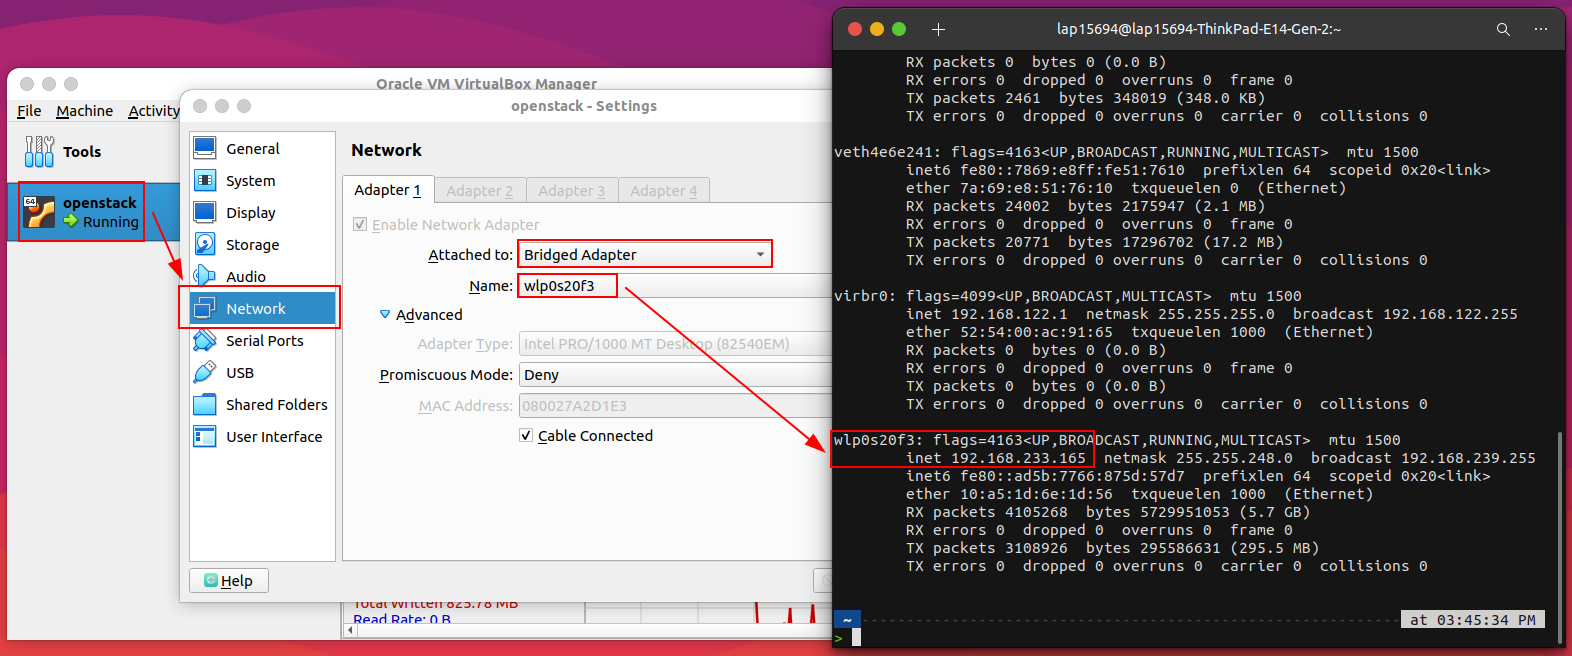 Oracle VM VirtualBox Manager
File Machine Activity
Tools
64
openstack
Running
openstack - Settings
General
System
Display
Storage
Audio
Network
Serial Ports
USB
Shared Folders
User Interface
Network
Adapter 1 Adapter 2 Adapter 3 Adapter 4
Enable Network Adapter
Attached to: Bridged Adapter
Name: wlp0s20f3
Advanced
Adapter Type: Intel PRO/1000 MT Desktop (82540EM)
Promiscuous Mode: Deny
MAC Address: 080027A2D1E3
Cable Connected
Help
Total Written 825.78 MB
Read Rate: 0 B
lap15694@lap15694-ThinkPad-E14-Gen-2:~
RX packets 0 bytes 0 (0.0 B)
RX errors 0 dropped 0 overruns 0 frame 0
TX packets 2461 bytes 348019 (348.0 KB)
TX errors 0 dropped 0 overruns 0 carrier 0 collisions 0
veth4e6e241: flags=4163<UP,BROADCAST,RUNNING,MULTICAST> mtu 1500
inet6 fe80::7869:e8ff:fe51:7610 prefixlen 64 scopeid 0x20<link>
ether 7a:69:e8:51:76:10 txqueuelen 0 (Ethernet)
RX packets 24002 bytes 2175947 (2.1 MB)
RX errors 0 dropped 0 overruns 0 frame 0
TX packets 20771 bytes 17296702 (17.2 MB)
TX errors 0 dropped 0 overruns 0 carrier 0 collisions 0
virbr0: flags=4099<UP,BROADCAST,MULTICAST> mtu 1500
inet 192.168.122.1 netmask 255.255.255.0 broadcast 192.168.122.255
ether 52:54:00:ac:91:65 txqueuelen 1000 (Ethernet)
RX packets 0 bytes 0 (0.0 B)
RX errors 0 dropped 0 overruns 0 frame 0
TX packets 0 bytes 0 (0.0 B)
TX errors 0 dropped 0 overruns 0 carrier 0 collisions 0
wlp0s20f3: flags=4163<UP,BROADCAST,RUNNING,MULTICAST> mtu 1500
inet 192.168.233.165 netmask 255.255.248.0 broadcast 192.168.239.255
inet6 fe80::ad5b:7766:875d:57d7 prefixlen 64 scopeid 0x20<link>
ether 10:a5:1d:6e:1d:56 txqueuelen 1000 (Ethernet)
RX packets 4105268 bytes 5729951053 (5.7 GB)
RX errors 0 dropped 0 overruns 0 frame 0
TX packets 3108926 bytes 295586631 (295.5 MB)
TX errors 0 dropped 0 overruns 0 carrier 0 collisions 0
~ at 03:45:34 PM
>